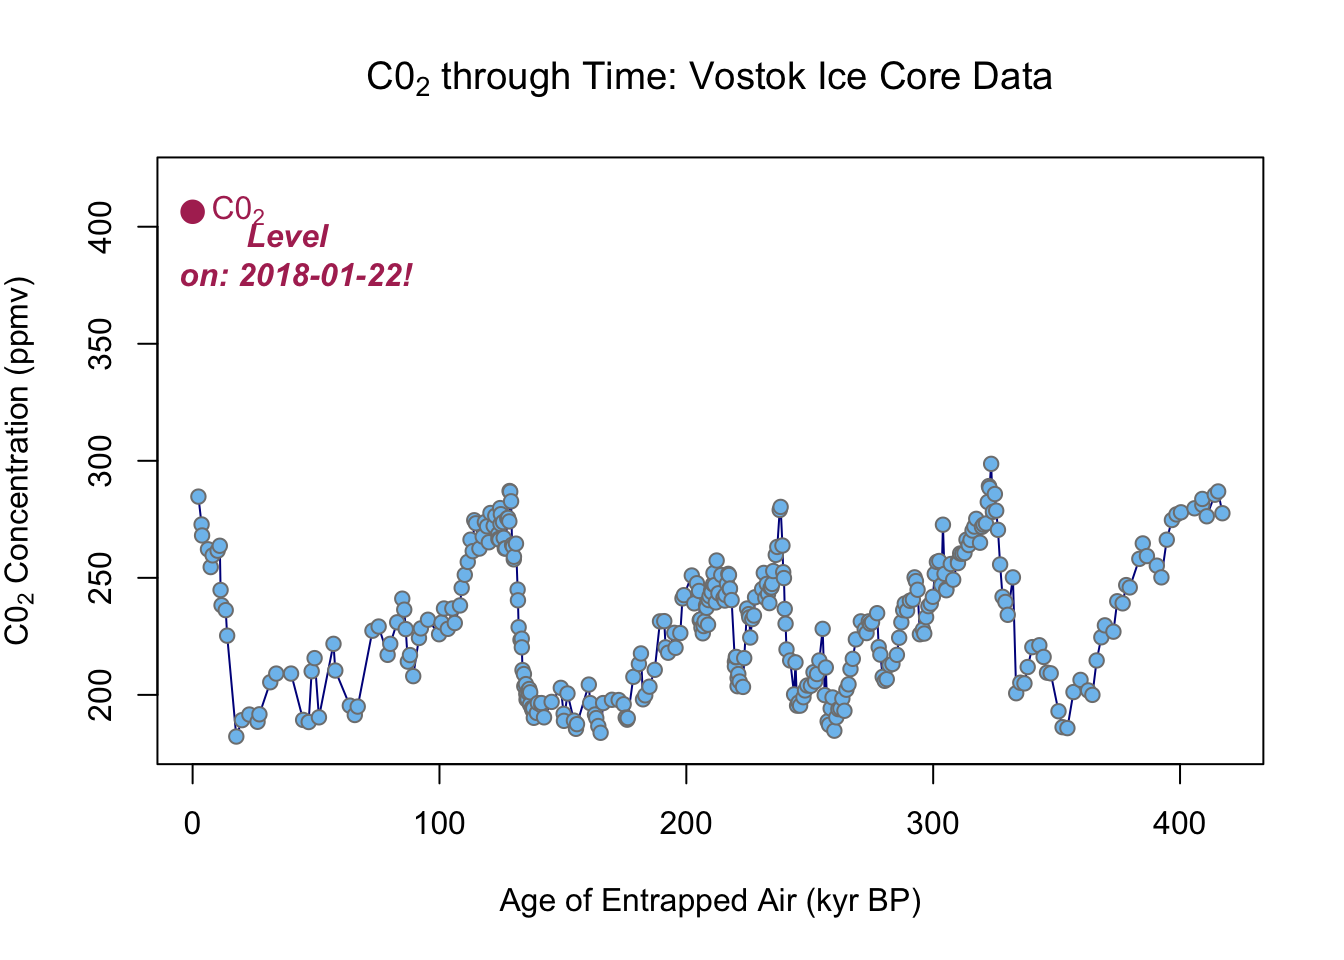 C0₂ through Time: Vostok Ice Core Data
C0₂ Concentration (ppmv)
400
350
300
250
200
C0₂
Level
on: 2018-01-22!
0 100 200 300 400
Age of Entrapped Air (kyr BP)